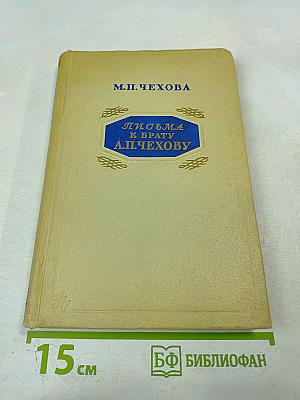 М.П.ЧЕХОВА
ПИСЬМА
К БРАТУ
А.П.ЧЕХОВУ
15 см
БФ БИБЛИОФАН